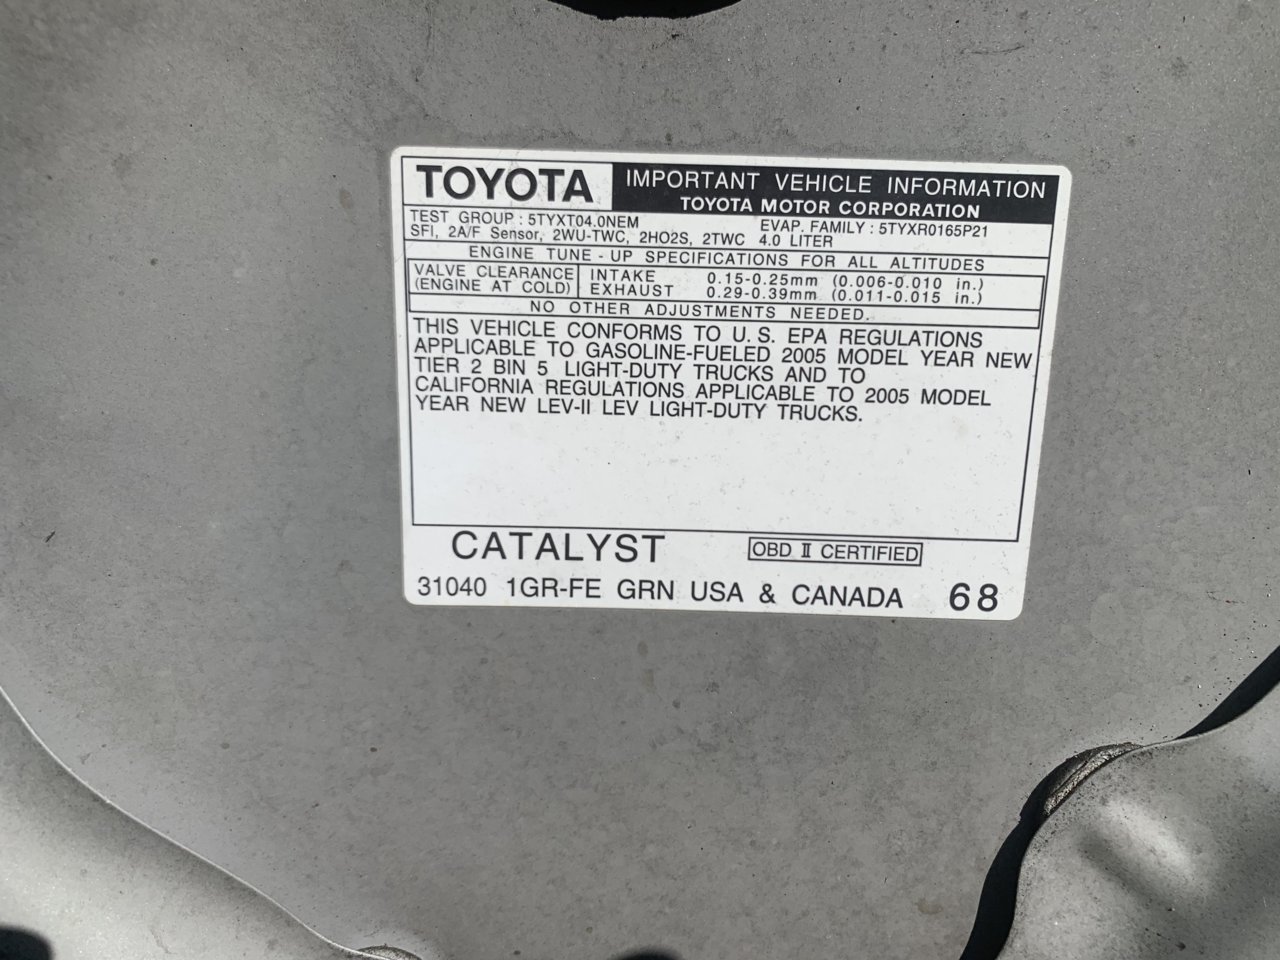 TOYOTA
IMPORTANT VEHICLE INFORMATION
TOYOTA MOTOR CORPORATION
TEST GROUP : 5TYXT04.0NEM EVAP. FAMILY : 5TYXR0165P21
SFI, 2A/F Sensor, 2WU-TWC, 2HO2S, 2TWC 4.0 LITER
ENGINE TUNE - UP SPECIFICATIONS FOR ALL ALTITUDES
VALVE CLEARANCE INTAKE 0.15-0.25mm (0.006-0.010 in.)
(ENGINE AT COLD) EXHAUST 0.29-0.39mm (0.011-0.015 in.)
NO OTHER ADJUSTMENTS NEEDED.
THIS VEHICLE CONFORMS TO U.S. EPA REGULATIONS
APPLICABLE TO GASOLINE-FUELED 2005 MODEL YEAR NEW
TIER 2 BIN 5 LIGHT-DUTY TRUCKS AND TO
CALIFORNIA REGULATIONS APPLICABLE TO 2005 MODEL
YEAR NEW LEV-II LEV LIGHT-DUTY TRUCKS.
CATALYST OBD II CERTIFIED
31040 1GR-FE GRN USA & CANADA 68